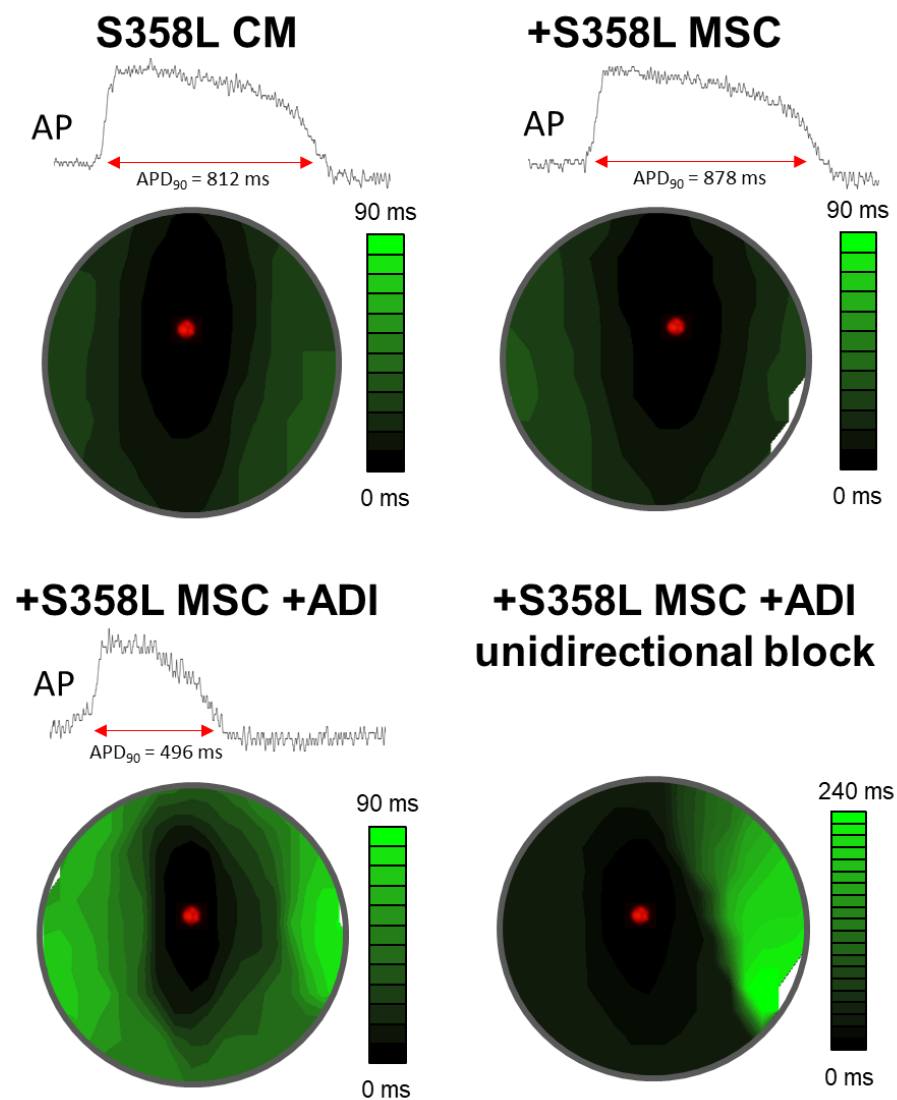 S358L CM
+S358L MSC
AP
APD90 = 812 ms
AP
APD90 = 878 ms
90 ms
0 ms
90 ms
0 ms
+S358L MSC +ADI
+S358L MSC +ADI
unidirectional block
AP
APD90 = 496 ms
90 ms
0 ms
240 ms
0 ms